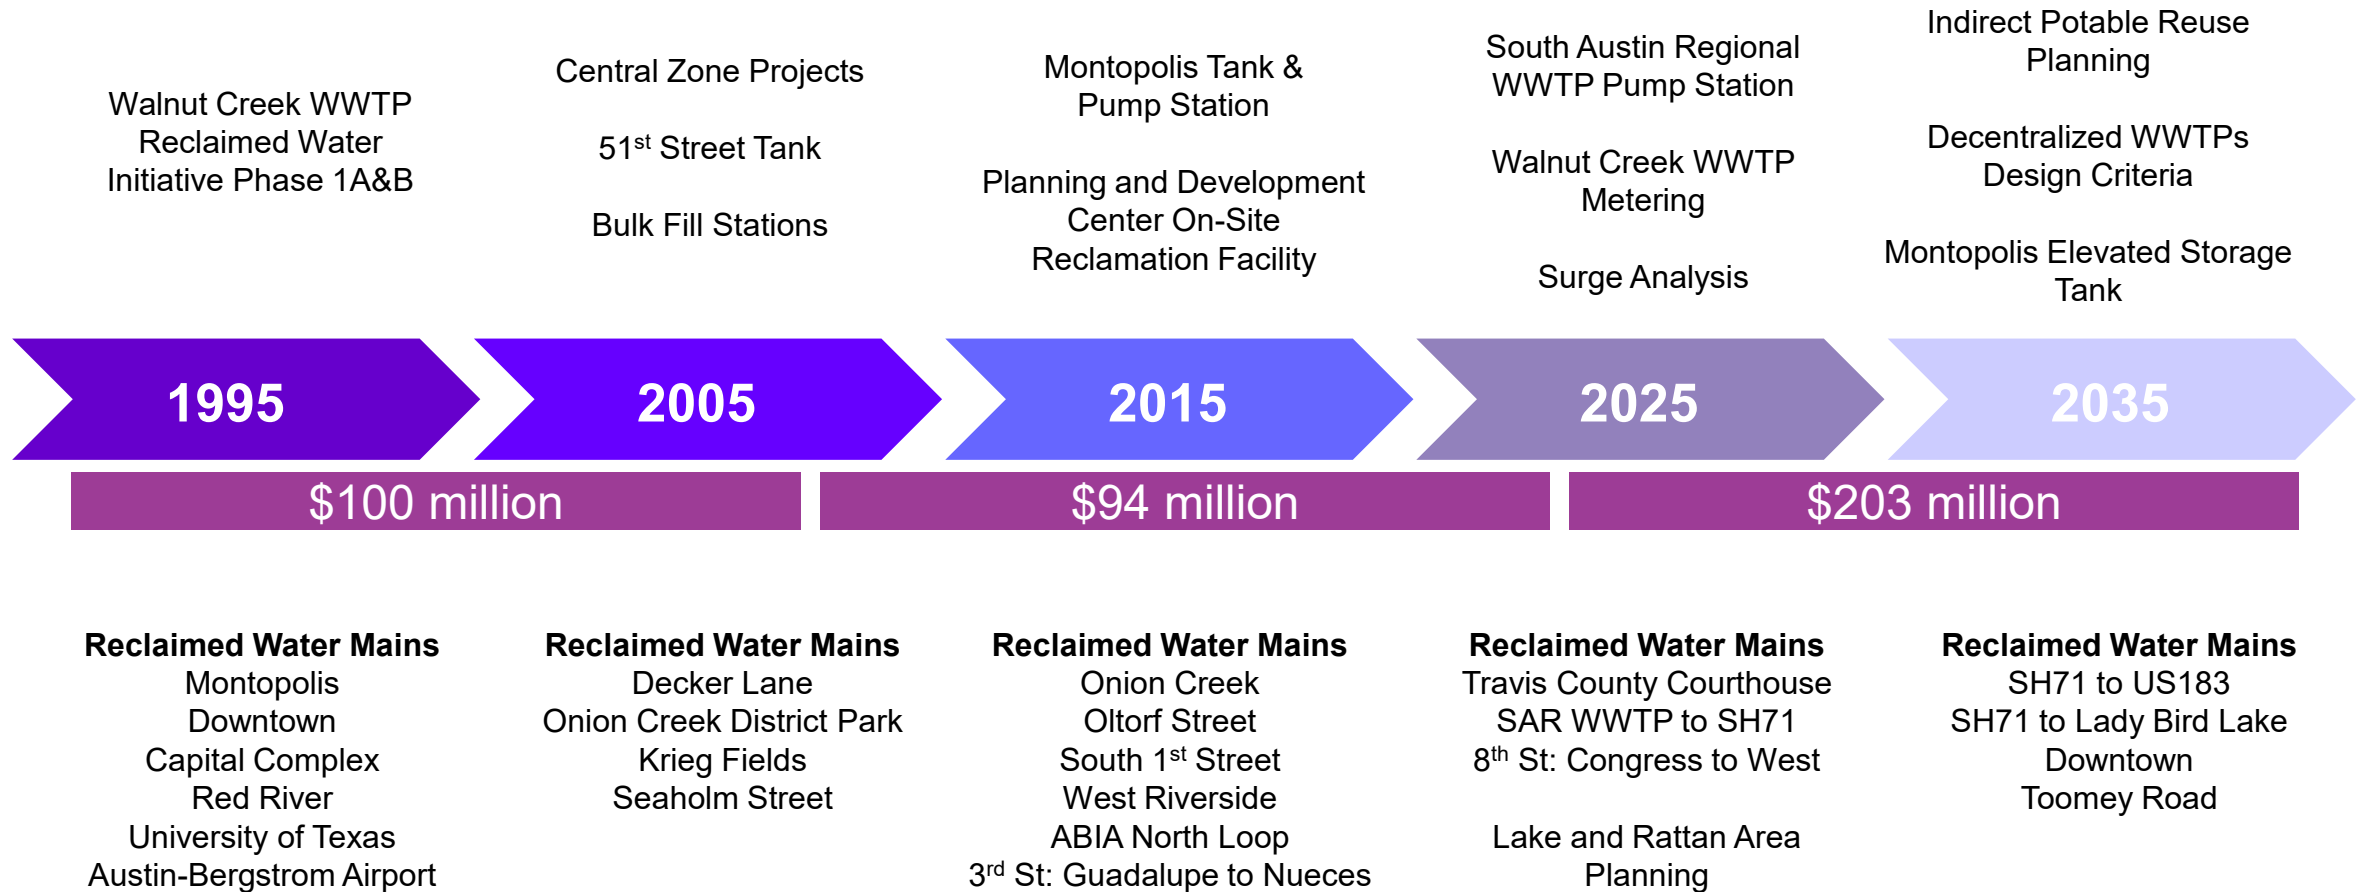 Walnut Creek WWTP
Reclaimed Water
Initiative Phase 1A&B
Central Zone Projects
51st Street Tank
Bulk Fill Stations
Montopolis Tank &
Pump Station
Planning and Development
Center On-Site
Reclamation Facility
South Austin Regional
WWTP Pump Station
Walnut Creek WWTP
Metering
Surge Analysis
Indirect Potable Reuse
Planning
Decentralized WWTPs
Design Criteria
Montopolis Elevated Storage
Tank
1995
2005
2015
2025
2035
$100 million
$94 million
$203 million
Reclaimed Water Mains
Montopolis
Downtown
Capital Complex
Red River
University of Texas
Austin-Bergstrom Airport
Reclaimed Water Mains
Decker Lane
Onion Creek District Park
Krieg Fields
Seaholm Street
Reclaimed Water Mains
Onion Creek
Oltorf Street
South 1st Street
West Riverside
ABIA North Loop
3rd St: Guadalupe to Nueces
Reclaimed Water Mains
Travis County Courthouse
SAR WWTP to SH71
8th St: Congress to West
Lake and Rattan Area
Planning
Reclaimed Water Mains
SH71 to US183
SH71 to Lady Bird Lake
Downtown
Toomey Road